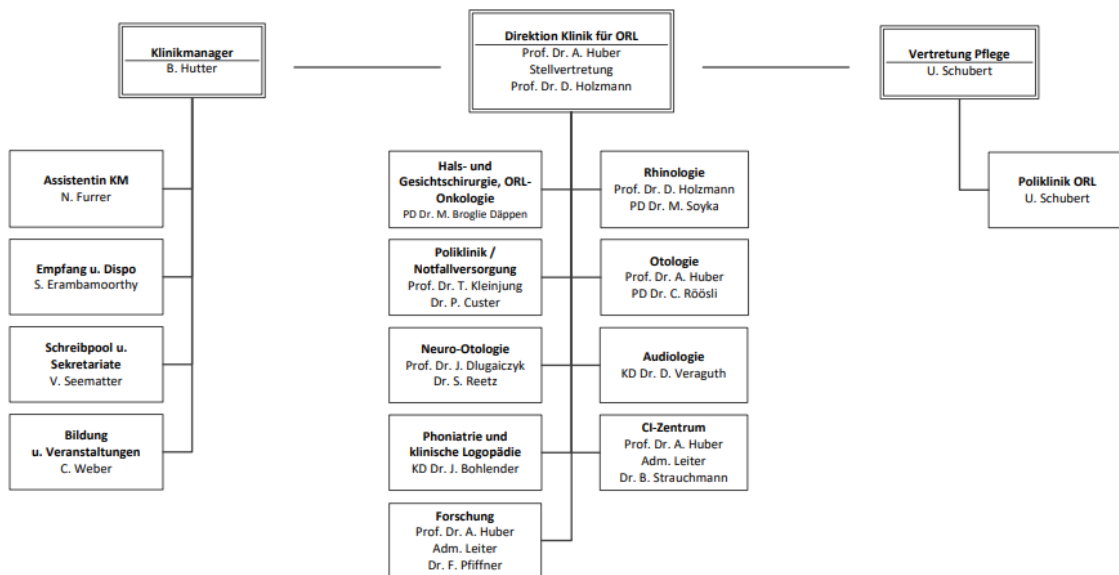 Klinikmanager
B. Hutter
Direktion Klinik für ORL
Prof. Dr. A. Huber
Stellvertretung
Prof. Dr. D. Holzmann
Vertretung Pflege
U. Schubert
Assistentin KM
N. Furrer
Empfang u. Dispo
S. Erambamoorthy
Schreibpool u.
Sekretariate
V. Seematter
Bildung
u. Veranstaltungen
C. Weber
Hals- und
Gesichtschirurgie, ORL-
Onkologie
PD Dr. M. Broglie Däppen
Rhinologie
Prof. Dr. D. Holzmann
PD Dr. M. Soyka
Poliklinik /
Notfallversorgung
Prof. Dr. T. Kleinjung
Dr. P. Custer
Otologie
Prof. Dr. A. Huber
PD Dr. C. Röösli
Neuro-Otologie
Prof. Dr. J. Dlugaiczyk
Dr. S. Reetz
Audiologie
KD Dr. D. Veraguth
Phoniatrie und
klinische Logopädie
KD Dr. J. Bohlender
CI-Zentrum
Prof. Dr. A. Huber
Adm. Leiter
Dr. B. Strauchmann
Forschung
Prof. Dr. A. Huber
Adm. Leiter
Dr. F. Pfiffner
Poliklinik ORL
U. Schubert